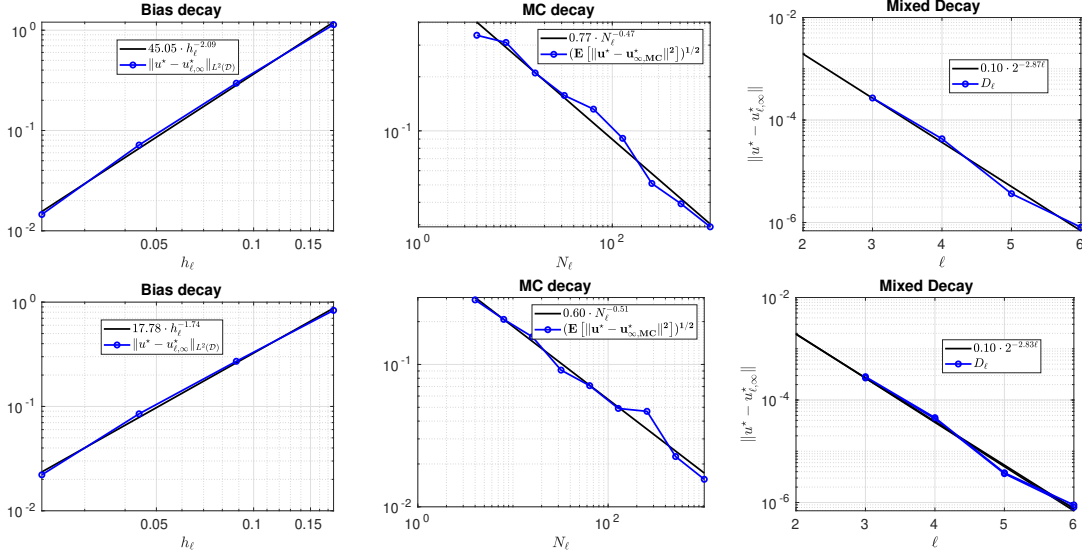 Bias decay
10^0
10^{-1}
10^{-2}
45.05 · h_ℓ^{-2.09}
‖u^⋆ − u^⋆_{ℓ,∞}‖_{L^2(𝒟)}
0.05
0.1
0.15
h_ℓ
MC decay
10^{-1}
0.77 · N_ℓ^{-0.47}
(E [‖u^⋆ − u^⋆_{∞,MC}‖^2])^{1/2}
10^0
10^2
N_ℓ
Mixed Decay
10^{-2}
10^{-4}
10^{-6}
‖u^⋆ − u^⋆_{ℓ,∞}‖
0.10 · 2^{-2.87ℓ}
D_ℓ
2
3
4
5
6
ℓ
Bias decay
10^0
10^{-1}
10^{-2}
17.78 · h_ℓ^{-1.74}
‖u^⋆ − u^⋆_{ℓ,∞}‖_{L^2(𝒟)}
0.05
0.1
0.15
h_ℓ
MC decay
10^{-1}
0.60 · N_ℓ^{-0.51}
(E [‖u^⋆ − u^⋆_{∞,MC}‖^2])^{1/2}
10^0
10^2
N_ℓ
Mixed Decay
10^{-2}
10^{-4}
10^{-6}
‖u^⋆ − u^⋆_{ℓ,∞}‖
0.10 · 2^{-2.83ℓ}
D_ℓ
2
3
4
5
6
ℓ